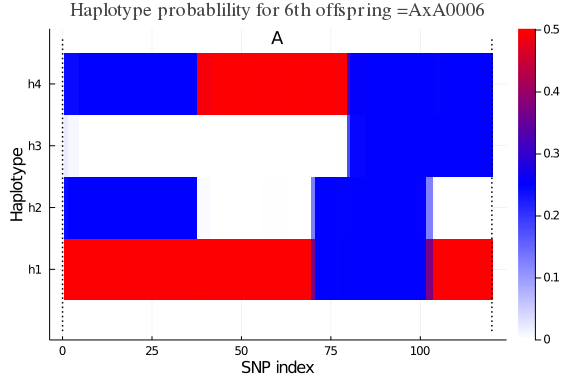 Haplotype probablility for 6th offspring =AxA0006
A
Haplotype
h4
h3
h2
h1
0
25
50
75
100
SNP index
0.5
0.4
0.3
0.2
0.1
0